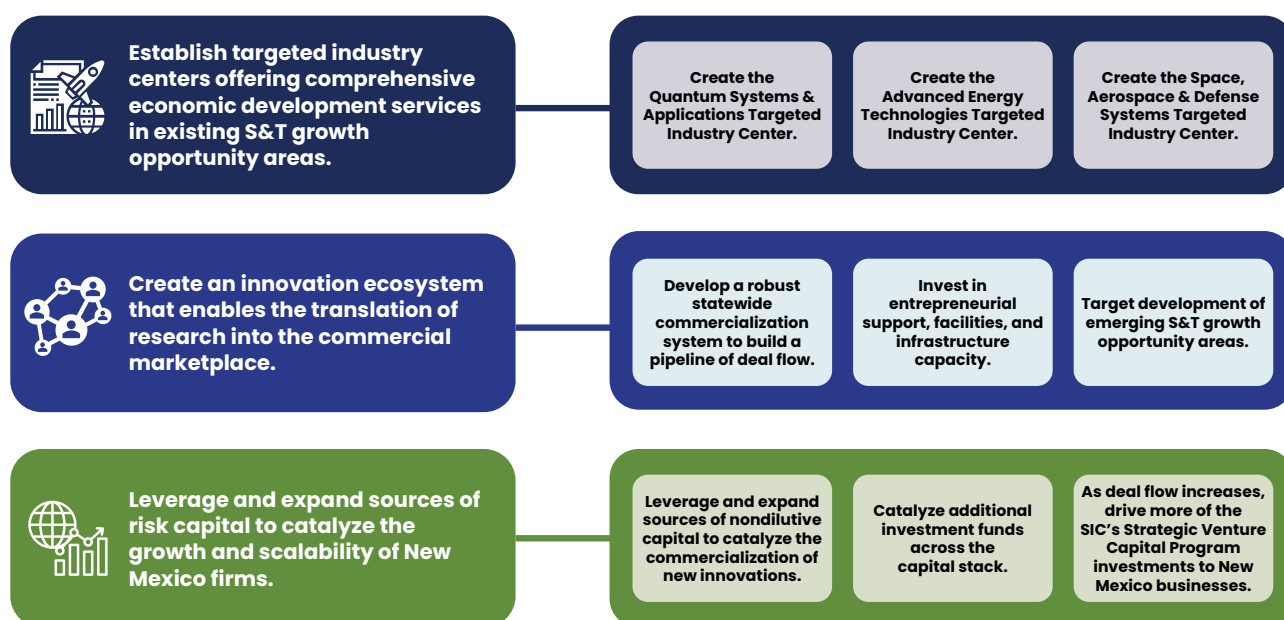 Establish targeted industry
centers offering comprehensive
economic development services
in existing S&T growth
opportunity areas.
Create the
Quantum Systems &
Applications Targeted
Industry Center.
Create the
Advanced Energy
Technologies Targeted
Industry Center.
Create the Space,
Aerospace & Defense
Systems Targeted
Industry Center.
Create an innovation ecosystem
that enables the translation of
research into the commercial
marketplace.
Develop a robust
statewide
commercialization
system to build a
pipeline of deal flow.
Invest in
entrepreneurial
support, facilities, and
infrastructure
capacity.
Target development of
emerging S&T growth
opportunity areas.
Leverage and expand sources of
risk capital to catalyze the
growth and scalability of New
Mexico firms.
Leverage and expand
sources of nondilutive
capital to catalyze the
commercialization of
new innovations.
Catalyze additional
investment funds
across the
capital stack.
As deal flow increases,
drive more of the
SIC's Strategic Venture
Capital Program
investments to New
Mexico businesses.